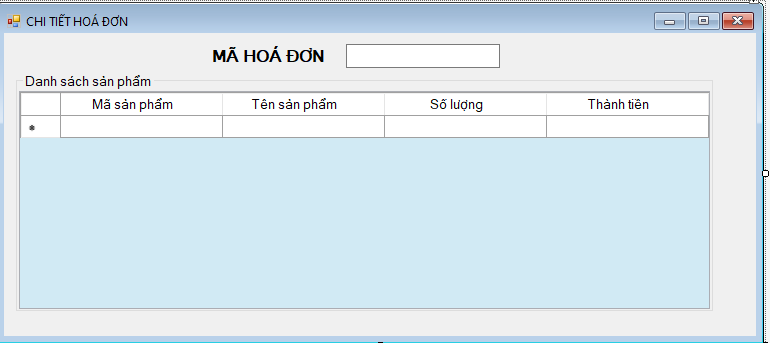 CHI TIẾT HOÁ ĐƠN
MÃ HOÁ ĐƠN
Danh sách sản phẩm
Mã sản phẩm Tên sản phẩm Số lượng Thành tiên
*